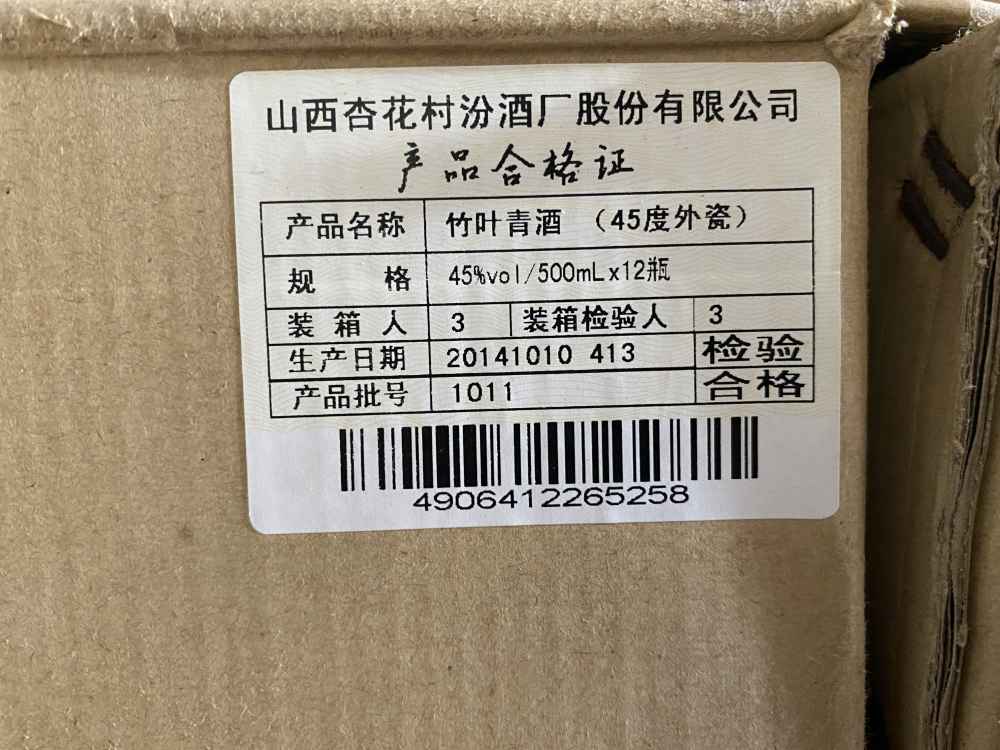 山西杏花村汾酒厂股份有限公司
产品合格证
产品名称 竹叶青酒 （45度外瓷）
规 格 45%vol/500mLx12瓶
装 箱 人 3 装箱检验人 3
生产日期 20141010 413 检验
产品批号 1011 合格
4906412265258